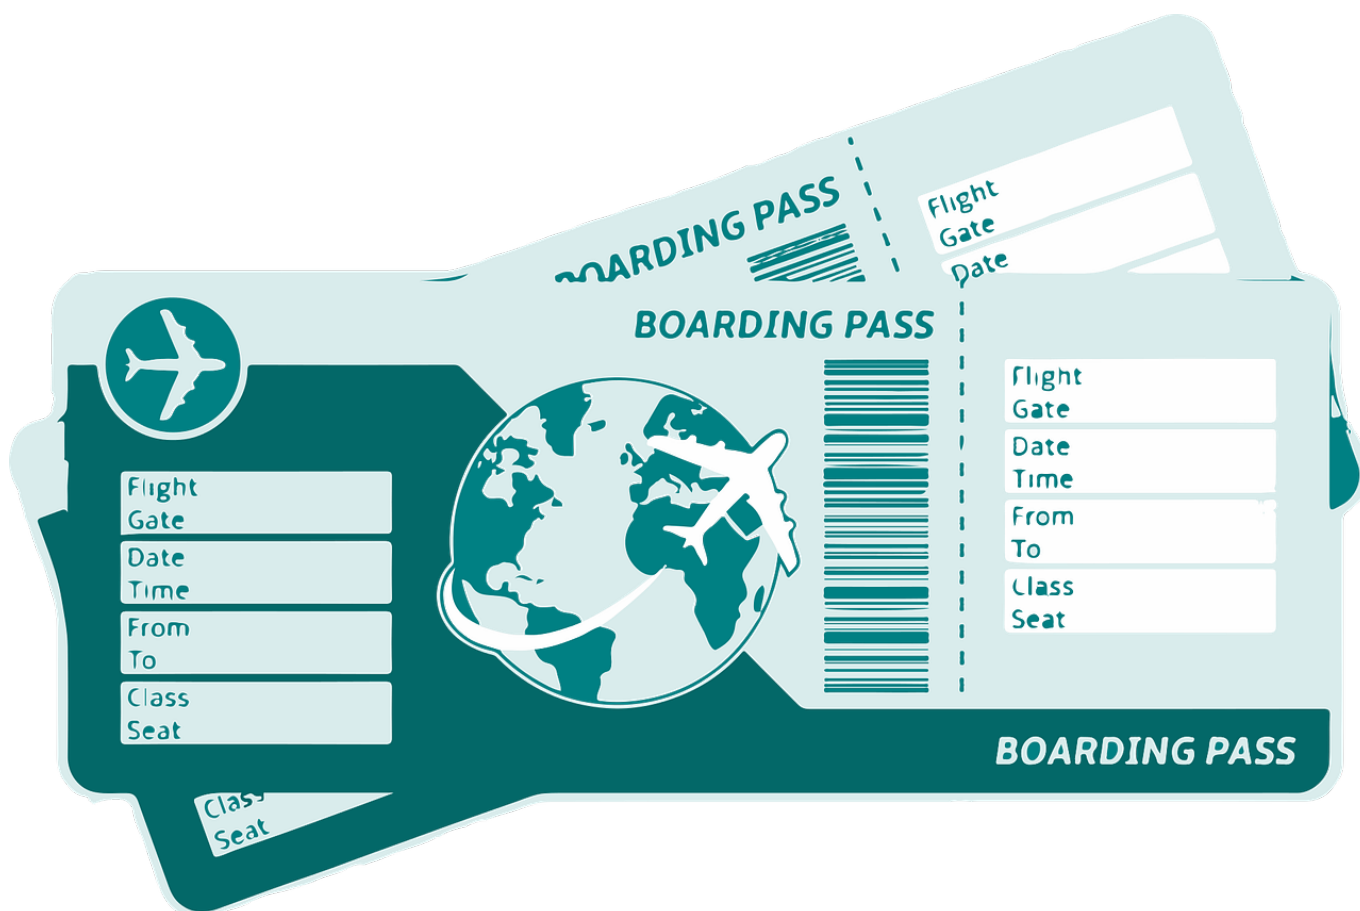 BOARDING PASS
Flight
Gate
Date
BOARDING PASS
Flight
Gate
Date
Time
From
To
Class
Seat
Flight
Gate
Date
Time
From
To
Class
Seat
BOARDING PASS
Class
Seat